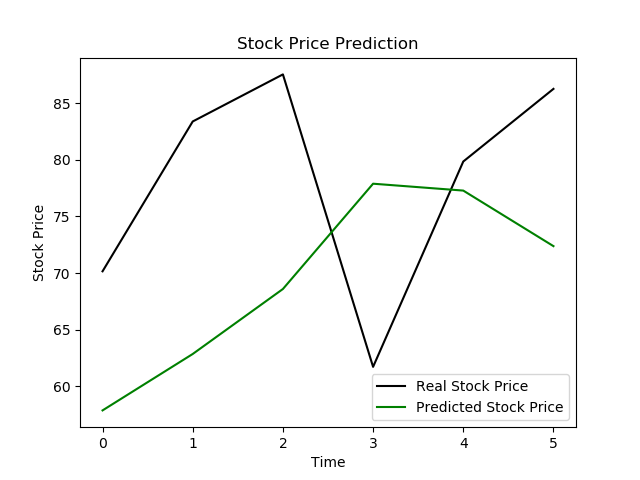 Stock Price Prediction
Stock Price
85
80
75
70
65
60
0 1 2 3 4 5
Time
Real Stock Price
Predicted Stock Price